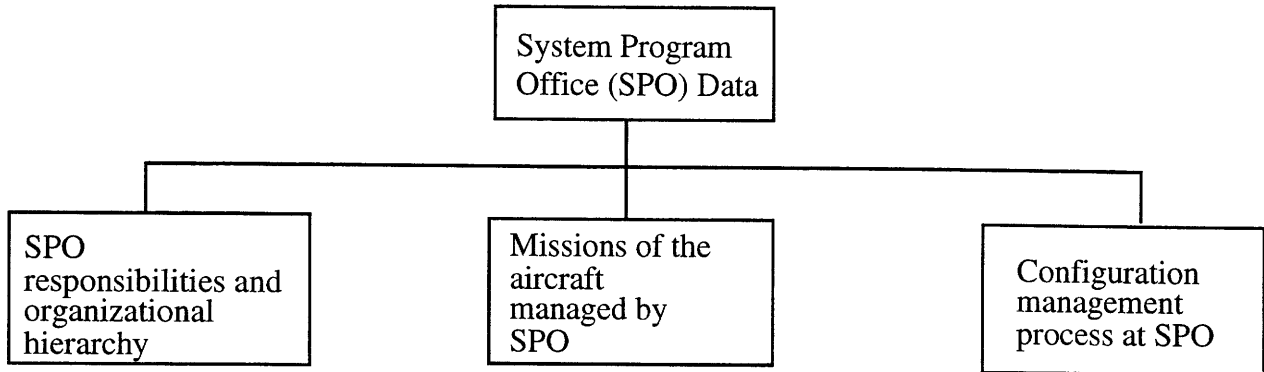 System Program
Office (SPO) Data
SPO
responsibilities and
organizational
hierarchy
Missions of the
aircraft
managed by
SPO
Configuration
management
process at SPO